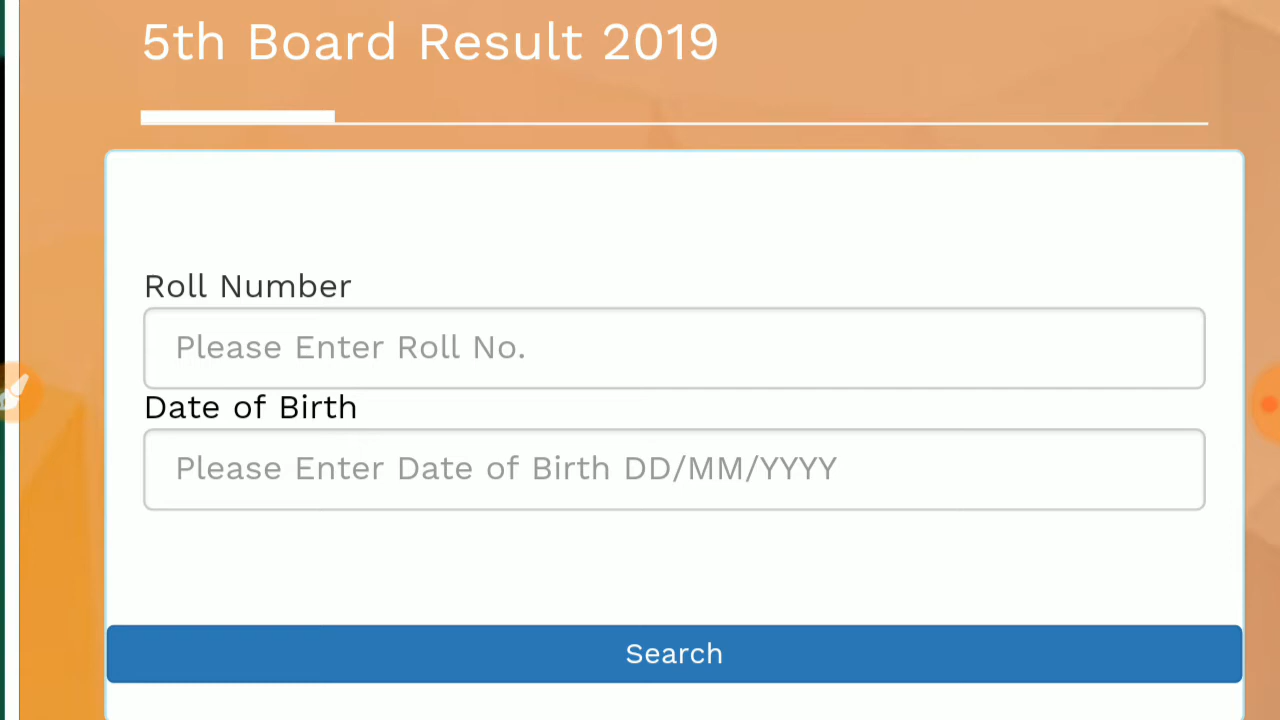 5th Board Result 2019
Roll Number
Please Enter Roll No.
Date of Birth
Please Enter Date of Birth DD/MM/YYYY
Search